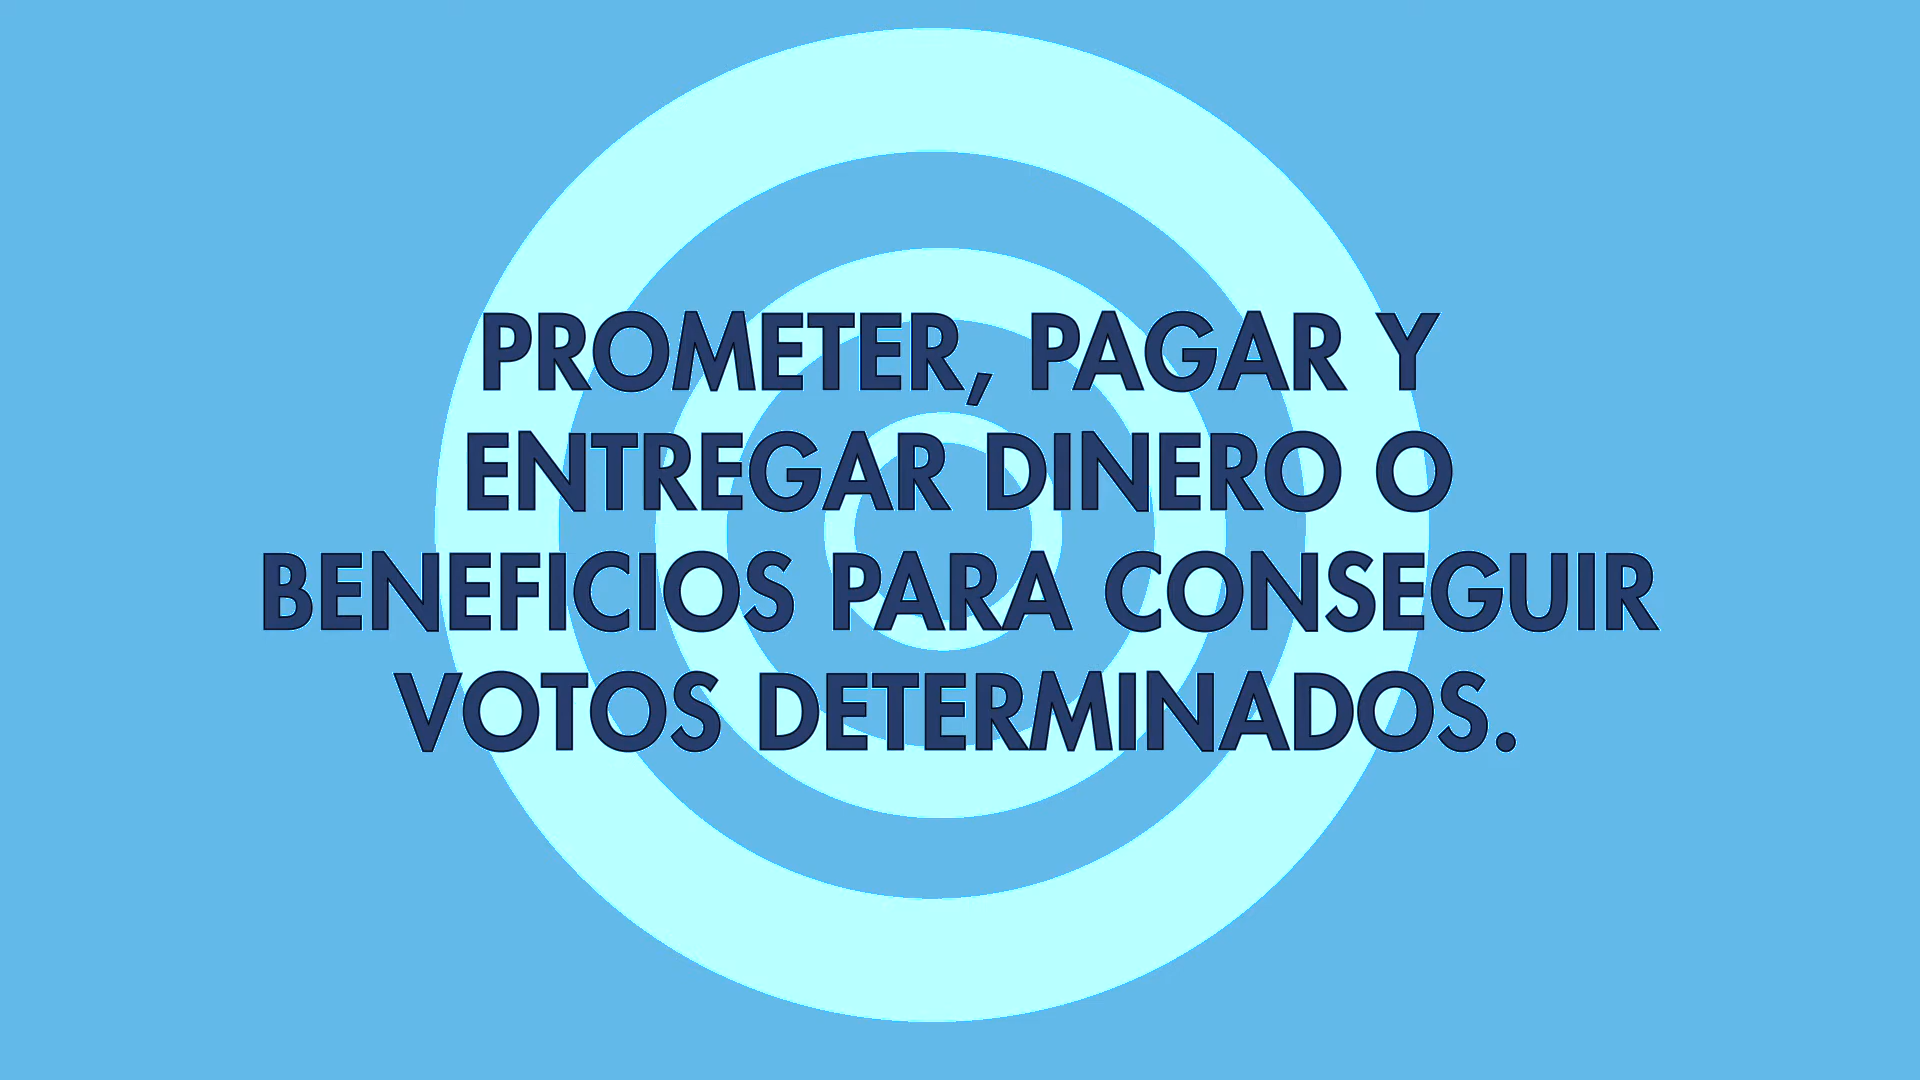 PROMETER, PAGAR Y
ENTREGAR DINERO O
BENEFICIOS PARA CONSEGUIR
VOTOS DETERMINADOS.